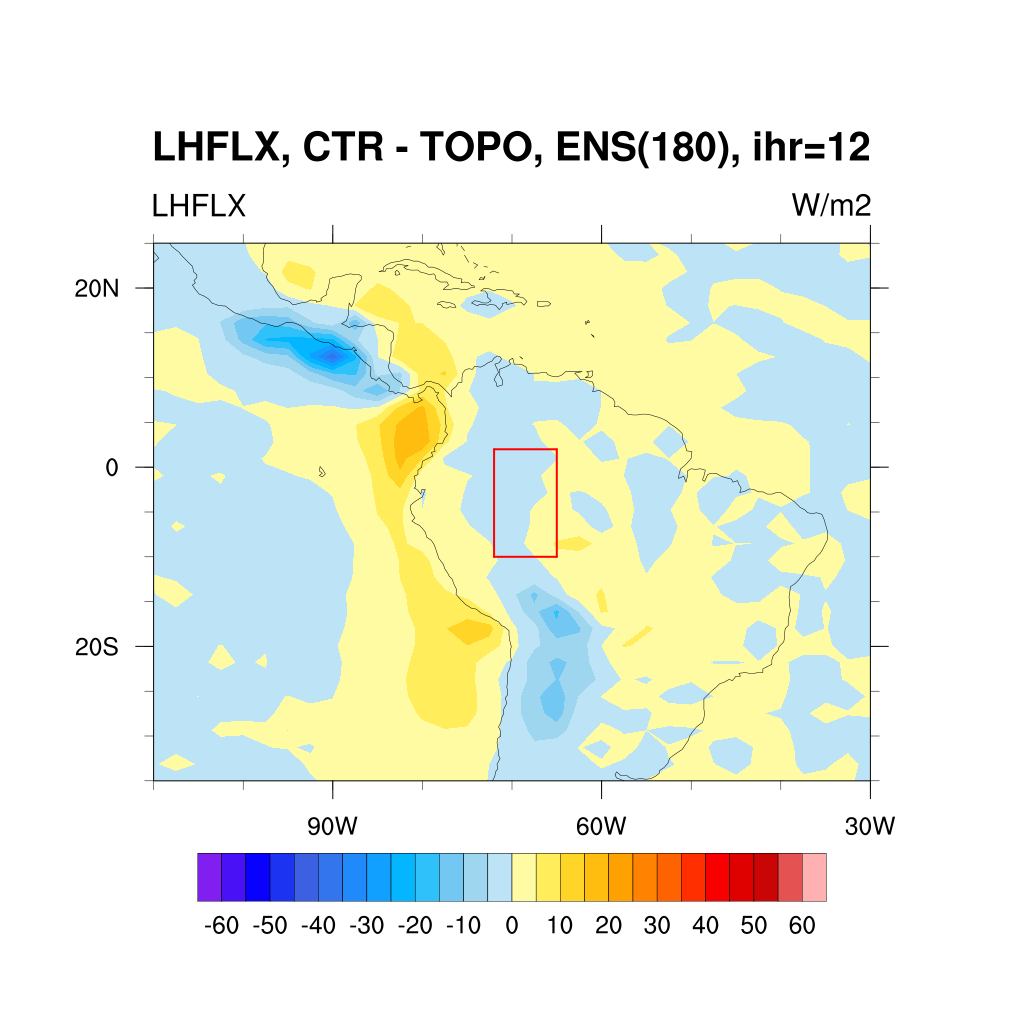 LHFLX, CTR - TOPO, ENS(180), ihr=12
LHFLX W/m2
20N
0
20S
90W 60W 30W
-60 -50 -40 -30 -20 -10 0 10 20 30 40 50 60